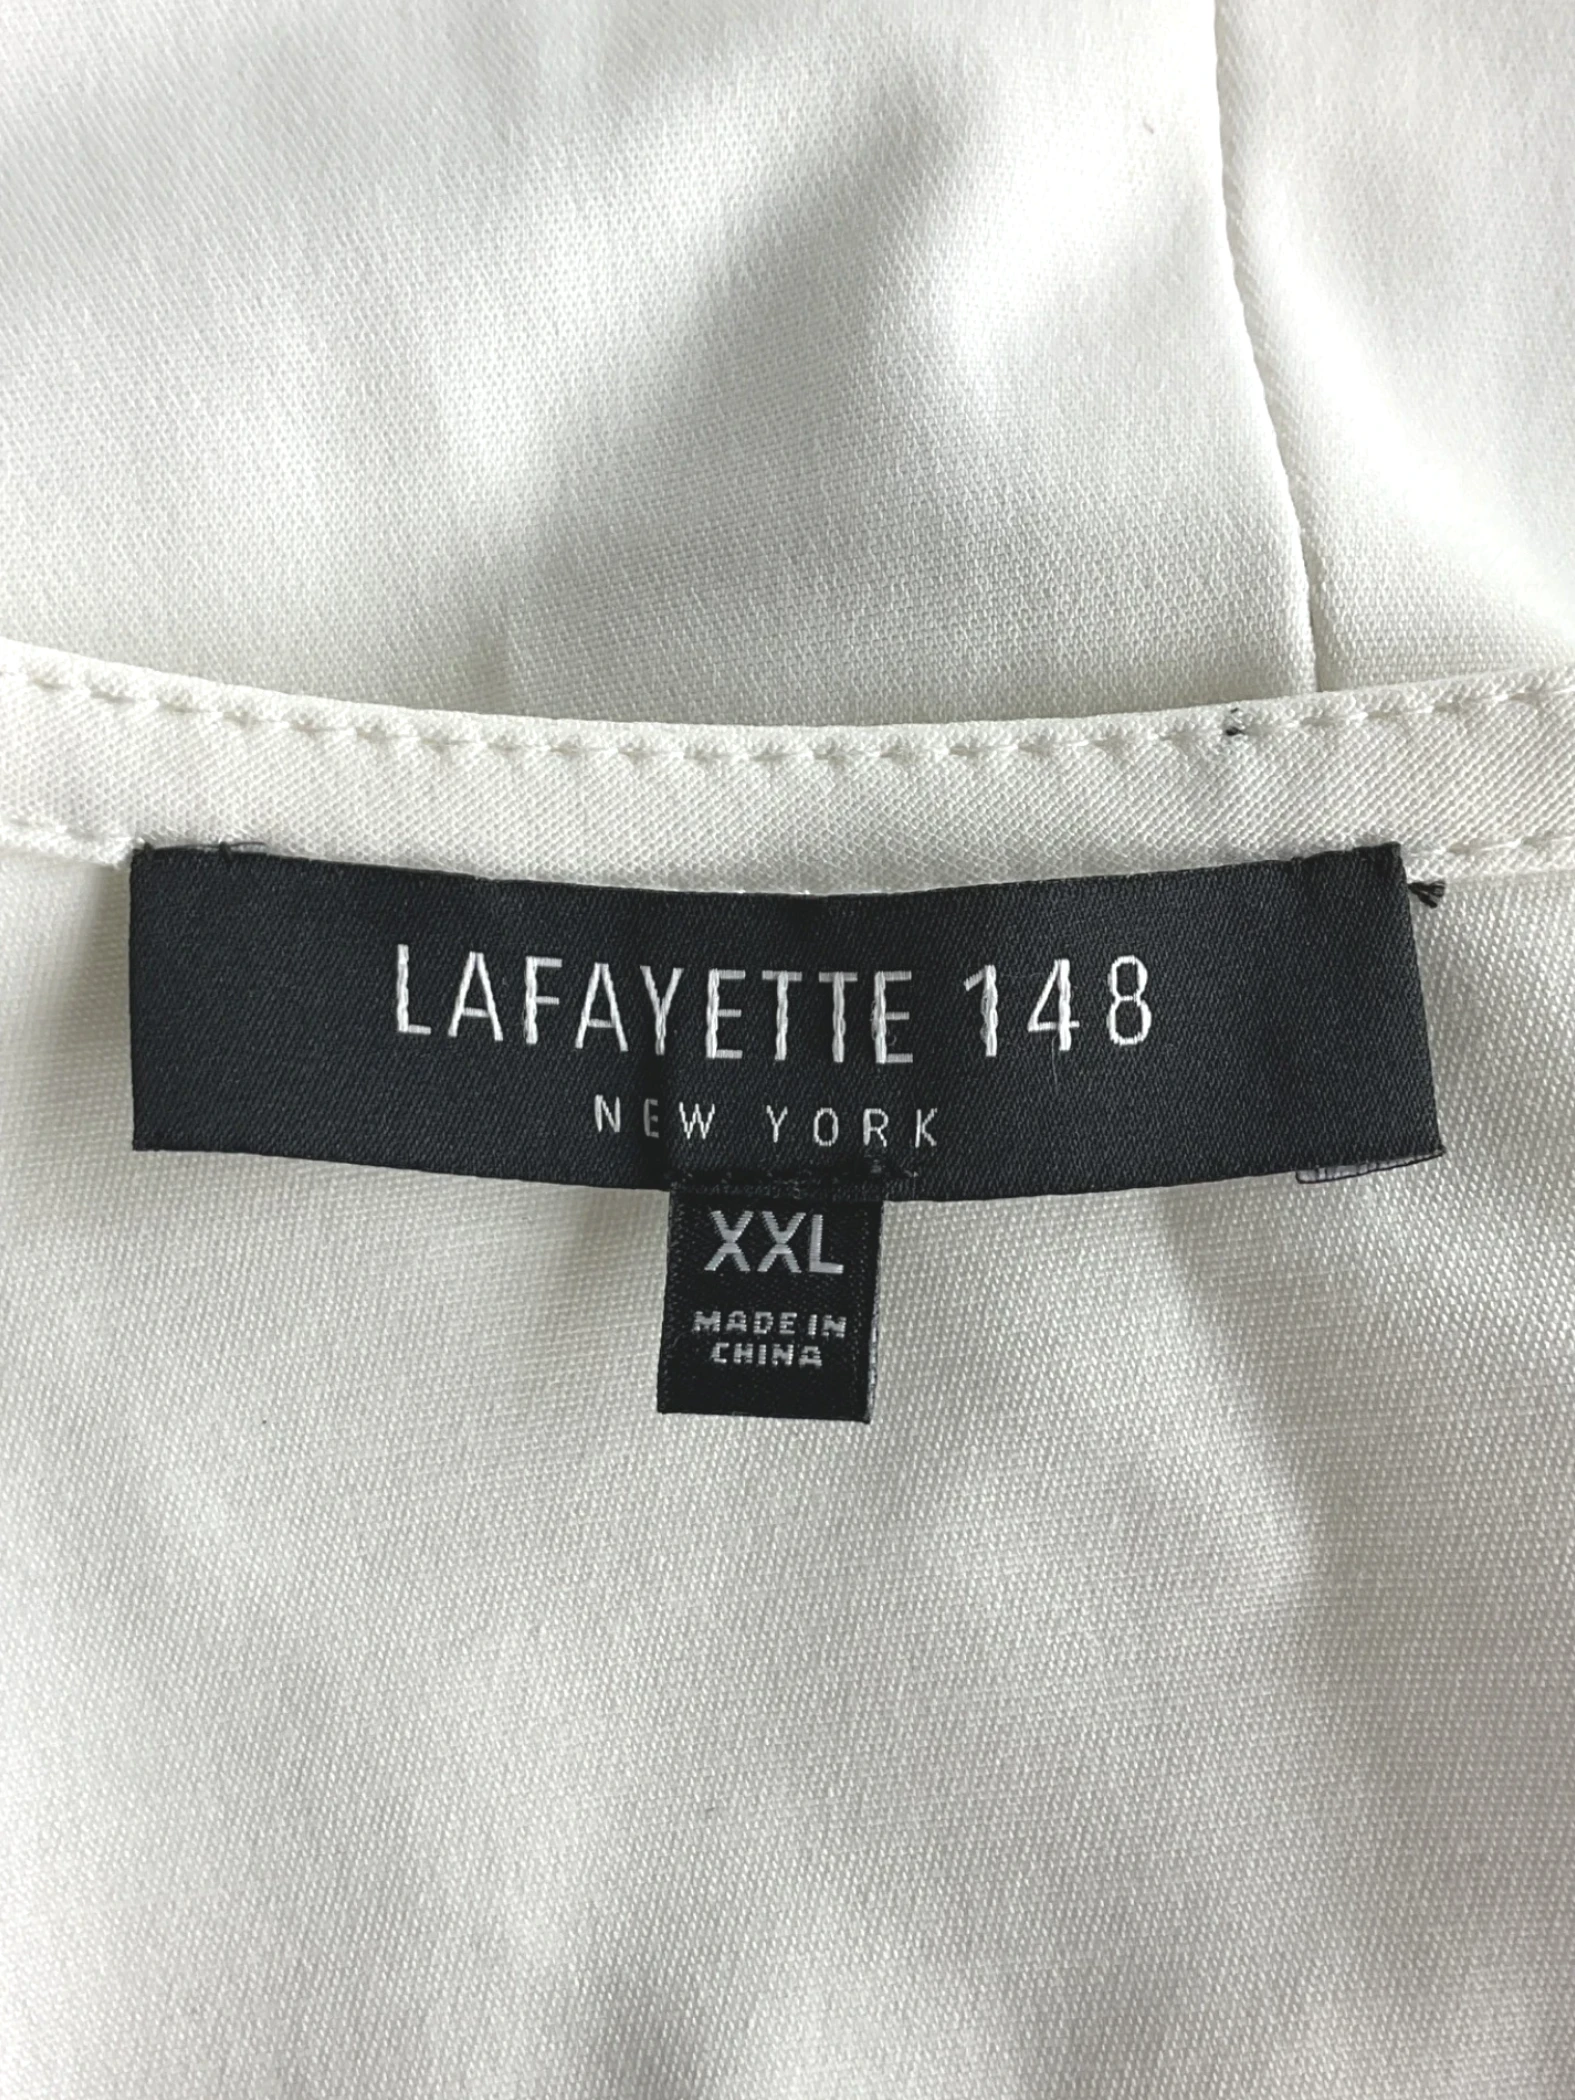 LAFAYETTE 148
NEW YORK
XXL
MADE IN
CHINA